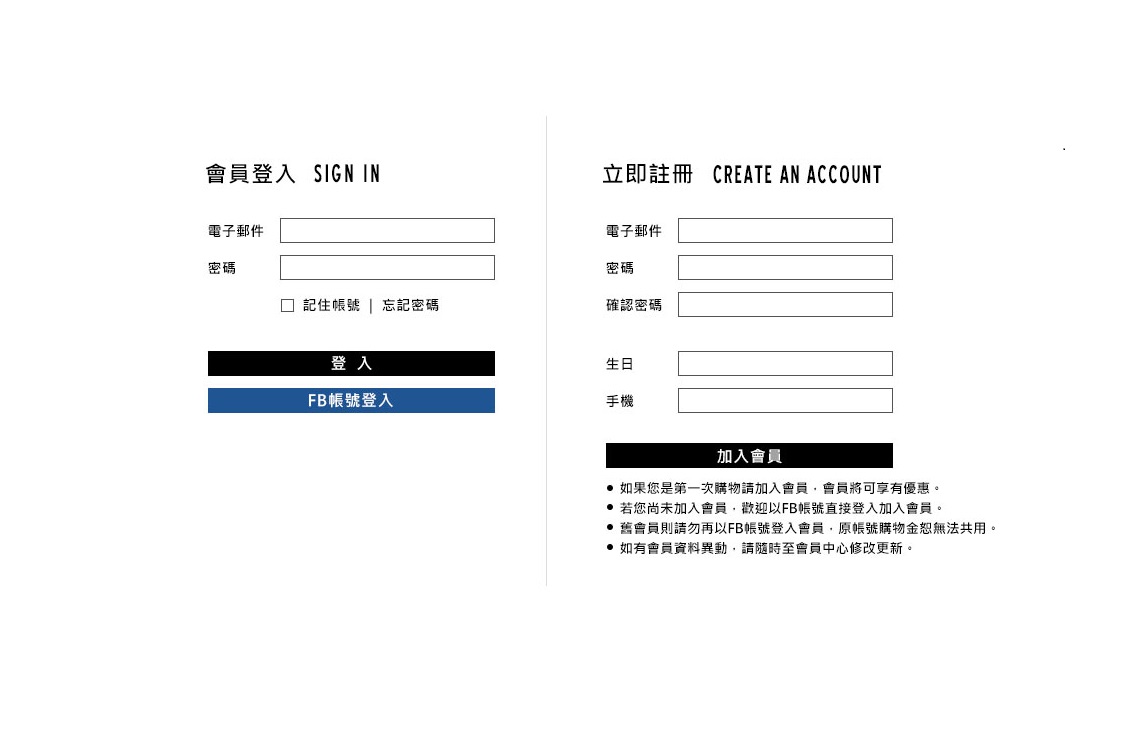 會員登入 SIGN IN
電子郵件
密碼
記住帳號 | 忘記密碼
登 入
FB帳號登入
立即註冊 CREATE AN ACCOUNT
電子郵件
密碼
確認密碼
生日
手機
加入會員
● 如果您是第一次購物請加入會員，會員將可享有優惠。
● 若您尚未加入會員，歡迎以FB帳號直接登入加入會員。
● 舊會員則請勿再以FB帳號登入會員，原帳號購物金恕無法共用。
● 如有會員資料異動，請隨時至會員中心修改更新。